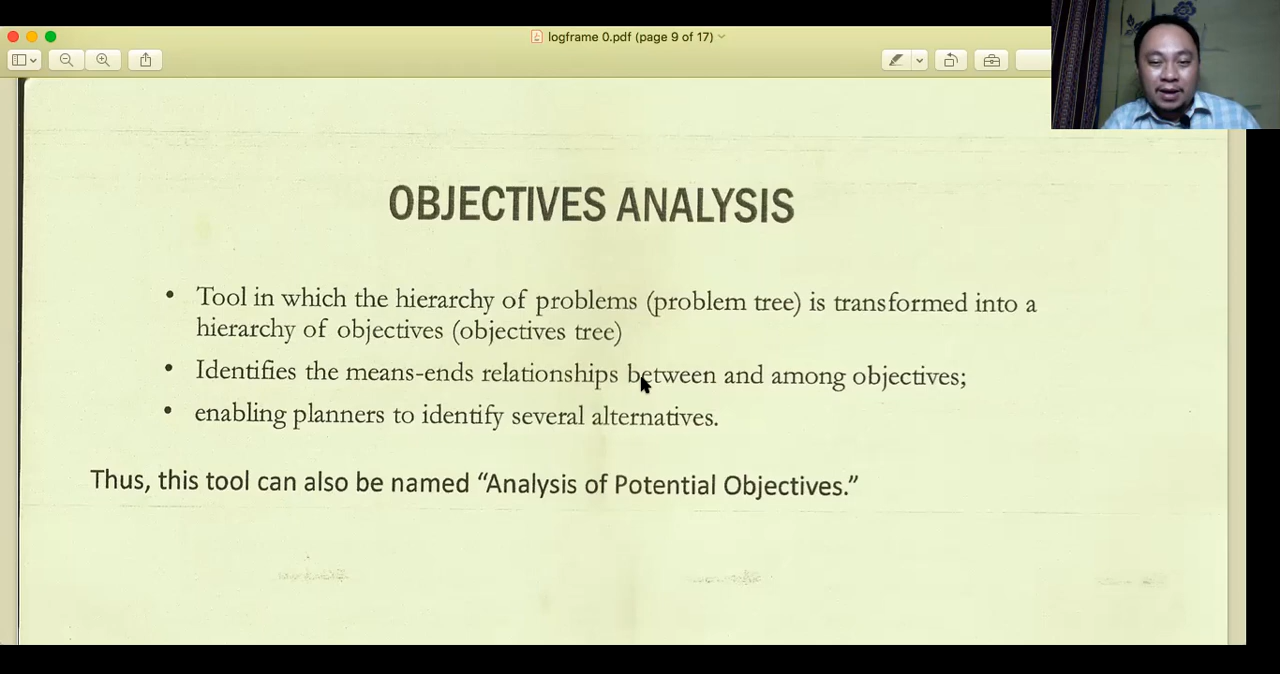 logframe 0.pdf (page 9 of 17)
OBJECTIVES ANALYSIS
• Tool in which the hierarchy of problems (problem tree) is transformed into a
hierarchy of objectives (objectives tree)
• Identifies the means-ends relationships between and among objectives;
• enabling planners to identify several alternatives.
Thus, this tool can also be named “Analysis of Potential Objectives.”